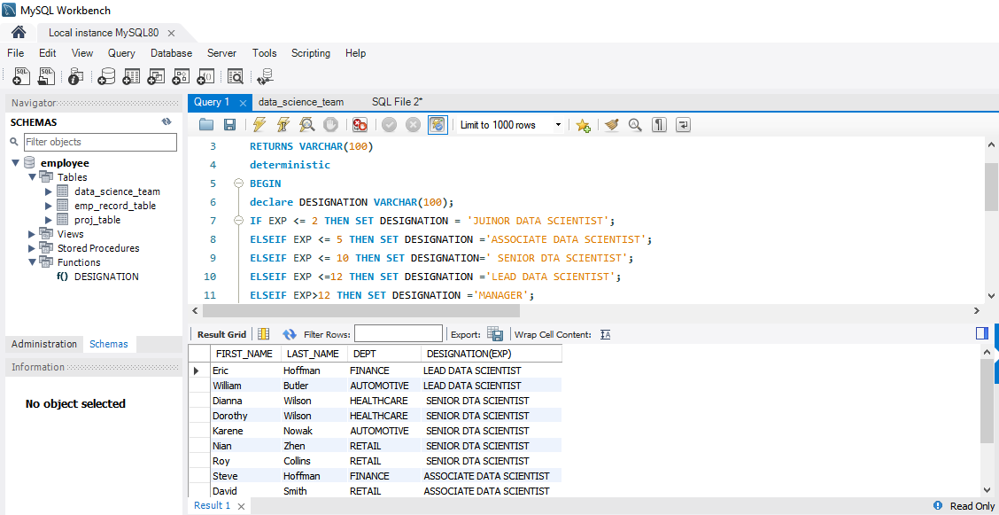 MySQL Workbench
Local instance MySQL80
File Edit View Query Database Server Tools Scripting Help
Navigator
SCHEMAS
Filter objects
employee
Tables
data_science_team
emp_record_table
proj_table
Views
Stored Procedures
Functions
f() DESIGNATION
Administration Schemas
Information
No object selected
Query 1 data_science_team SQL File 2*
Limit to 1000 rows
3 RETURNS VARCHAR(100)
4 deterministic
5 BEGIN
6 declare DESIGNATION VARCHAR(100);
7 IF EXP <= 2 THEN SET DESIGNATION = 'JUINOR DATA SCIENTIST';
8 ELSEIF EXP <= 5 THEN SET DESIGNATION ='ASSOCIATE DATA SCIENTIST';
9 ELSEIF EXP <= 10 THEN SET DESIGNATION=' SENIOR DTA SCIENTIST';
10 ELSEIF EXP <=12 THEN SET DESIGNATION ='LEAD DATA SCIENTIST';
11 ELSEIF EXP>12 THEN SET DESIGNATION ='MANAGER';
Result Grid Filter Rows: Export: Wrap Cell Content:
FIRST_NAME LAST_NAME DEPT DESIGNATION(EXP)
Eric Hoffman FINANCE LEAD DATA SCIENTIST
William Butler AUTOMOTIVE LEAD DATA SCIENTIST
Dianna Wilson HEALTHCARE SENIOR DTA SCIENTIST
Dorothy Wilson HEALTHCARE SENIOR DTA SCIENTIST
Karene Nowak AUTOMOTIVE SENIOR DTA SCIENTIST
Nian Zhen RETAIL SENIOR DTA SCIENTIST
Roy Collins RETAIL SENIOR DTA SCIENTIST
Steve Hoffman FINANCE ASSOCIATE DATA SCIENTIST
David Smith RETAIL ASSOCIATE DATA SCIENTIST
Result 1
Read Only